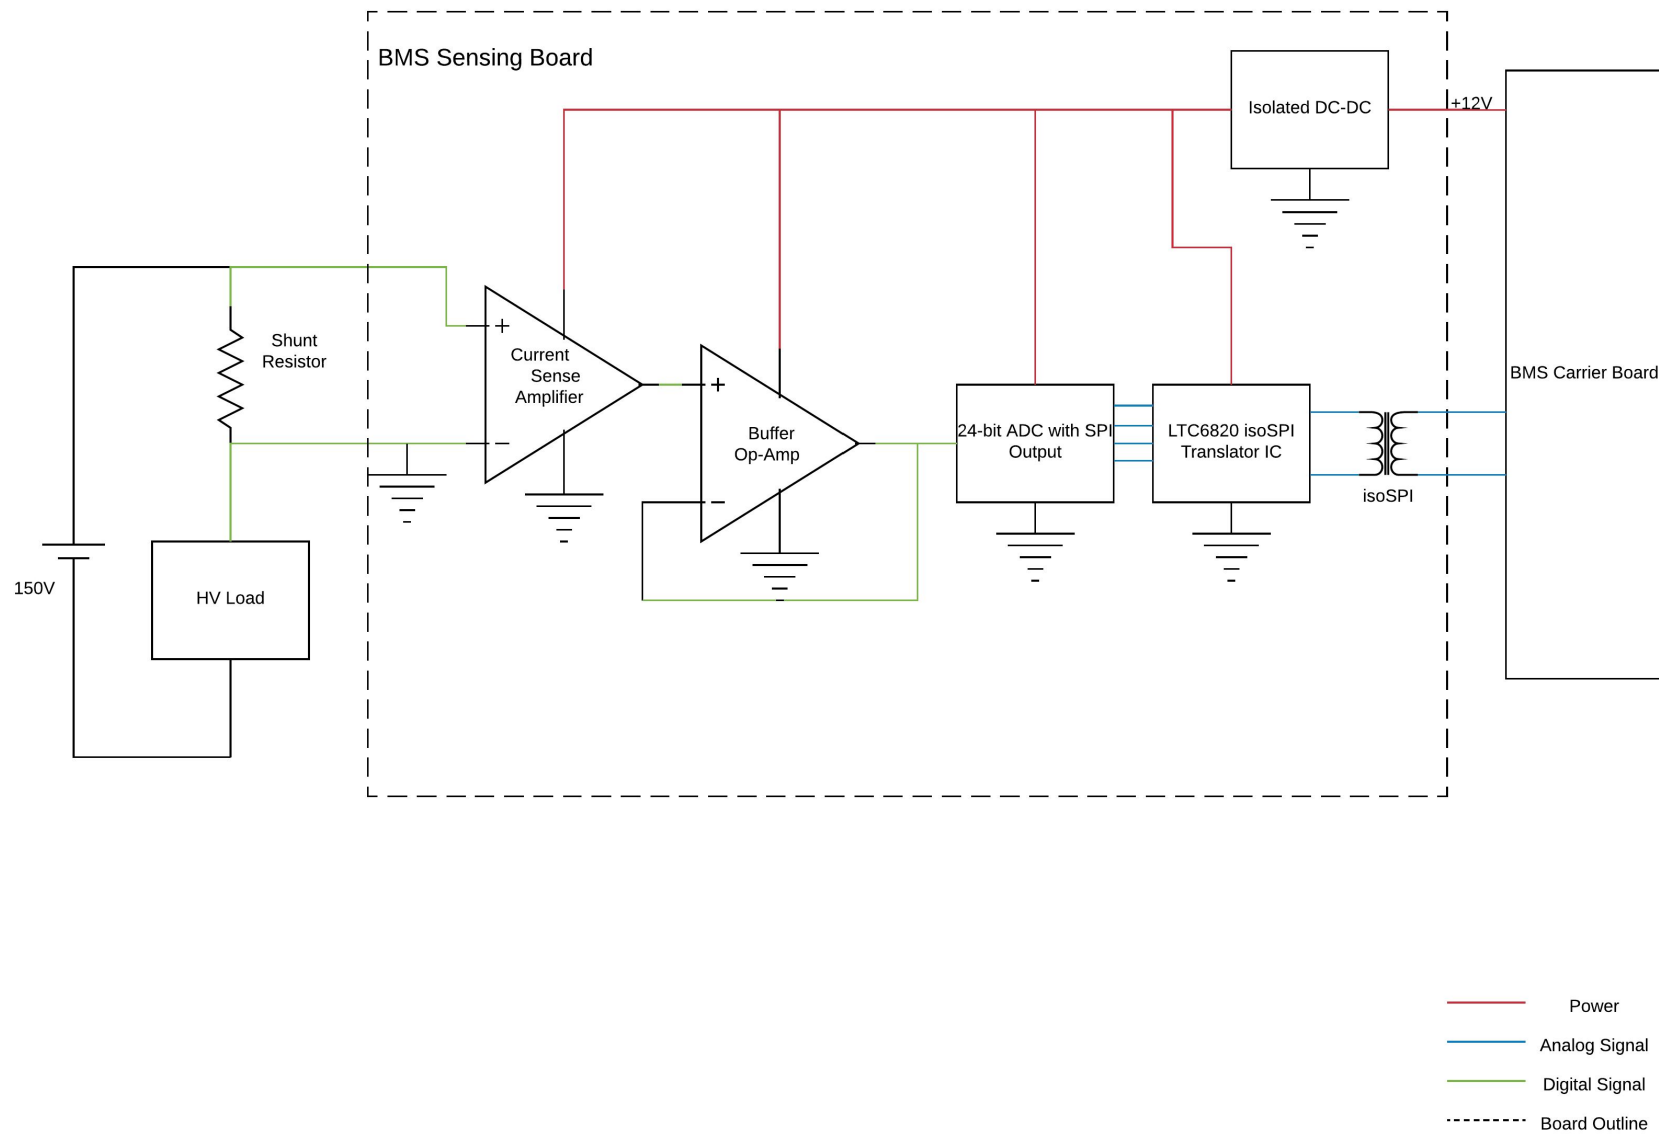 BMS Sensing Board
Isolated DC-DC
+12V
Shunt
Resistor
+
Current
Sense
Amplifier
−
+
Buffer
Op-Amp
−
24-bit ADC with SPI
Output
LTC6820 isoSPI
Translator IC
isoSPI
BMS Carrier Board
150V
HV Load
Power
Analog Signal
Digital Signal
Board Outline